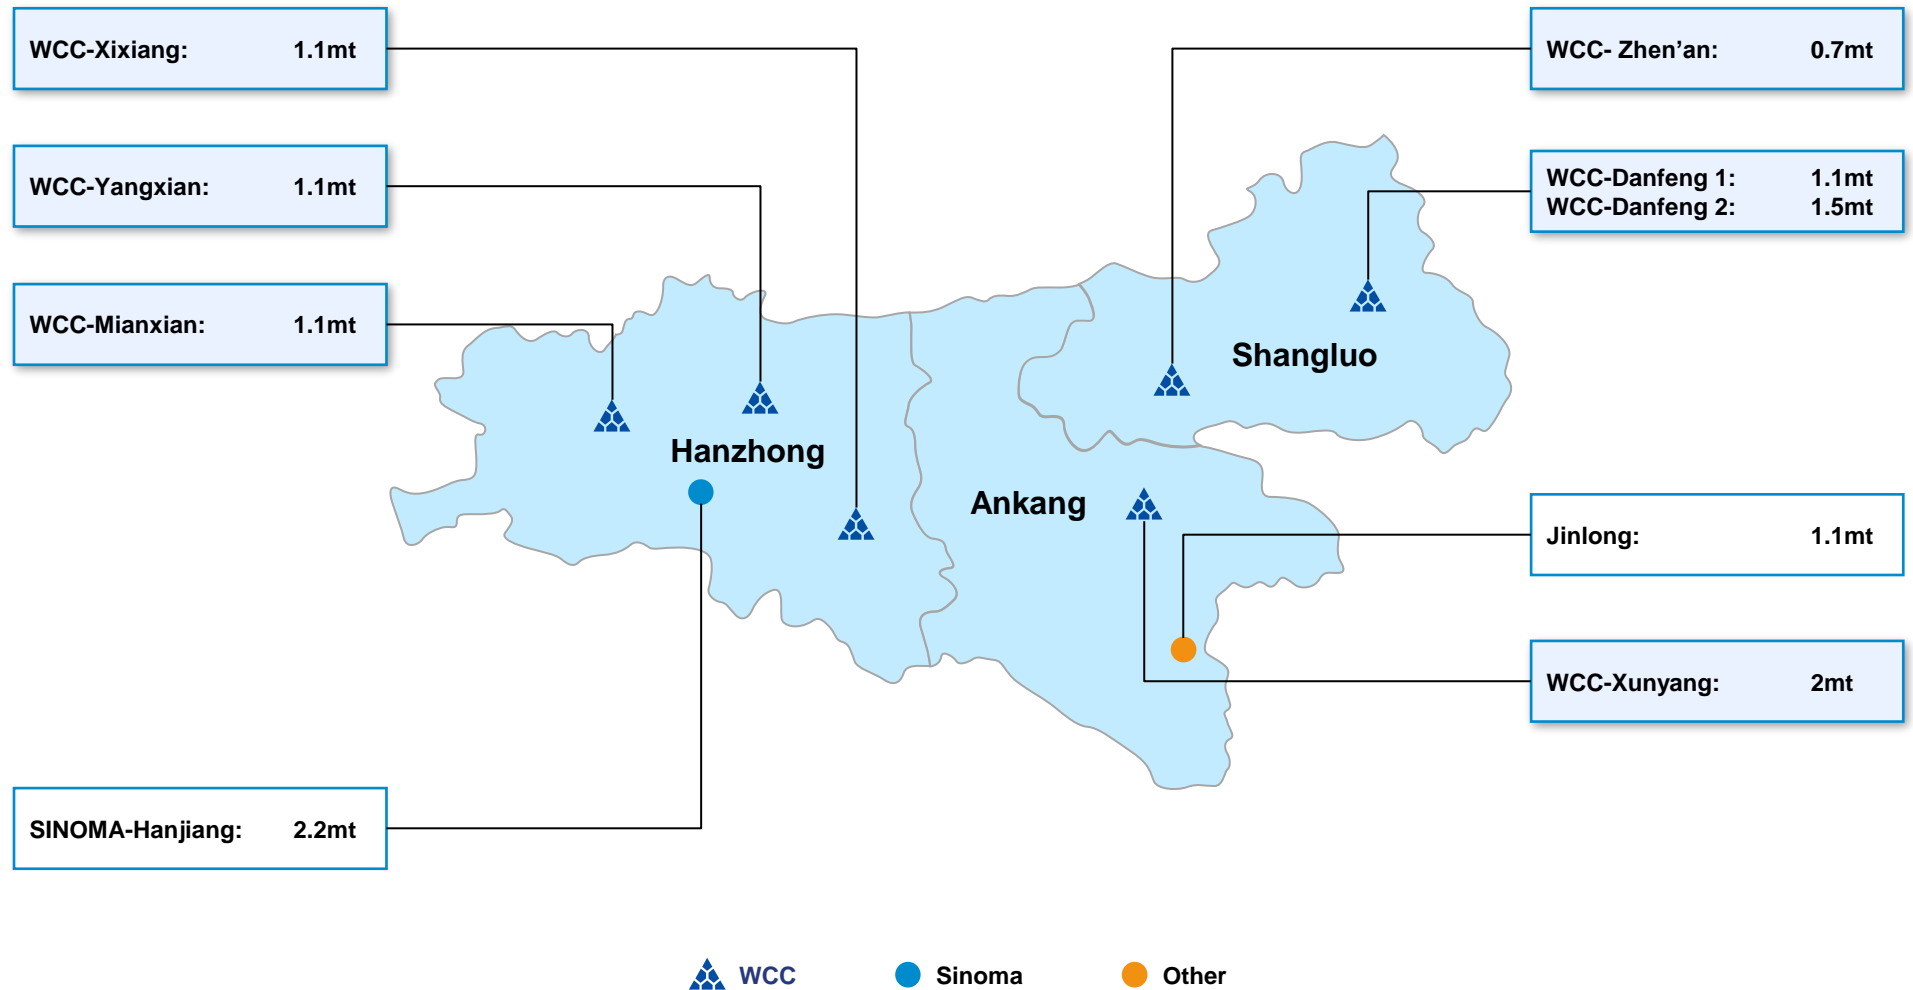 WCC-Xixiang: 1.1mt
WCC-Yangxian: 1.1mt
WCC-Mianxian: 1.1mt
SINOMA-Hanjiang: 2.2mt
WCC- Zhen’an: 0.7mt
WCC-Danfeng 1: 1.1mt
WCC-Danfeng 2: 1.5mt
Jinlong: 1.1mt
WCC-Xunyang: 2mt
Shangluo
Hanzhong
Ankang
WCC
Sinoma
Other